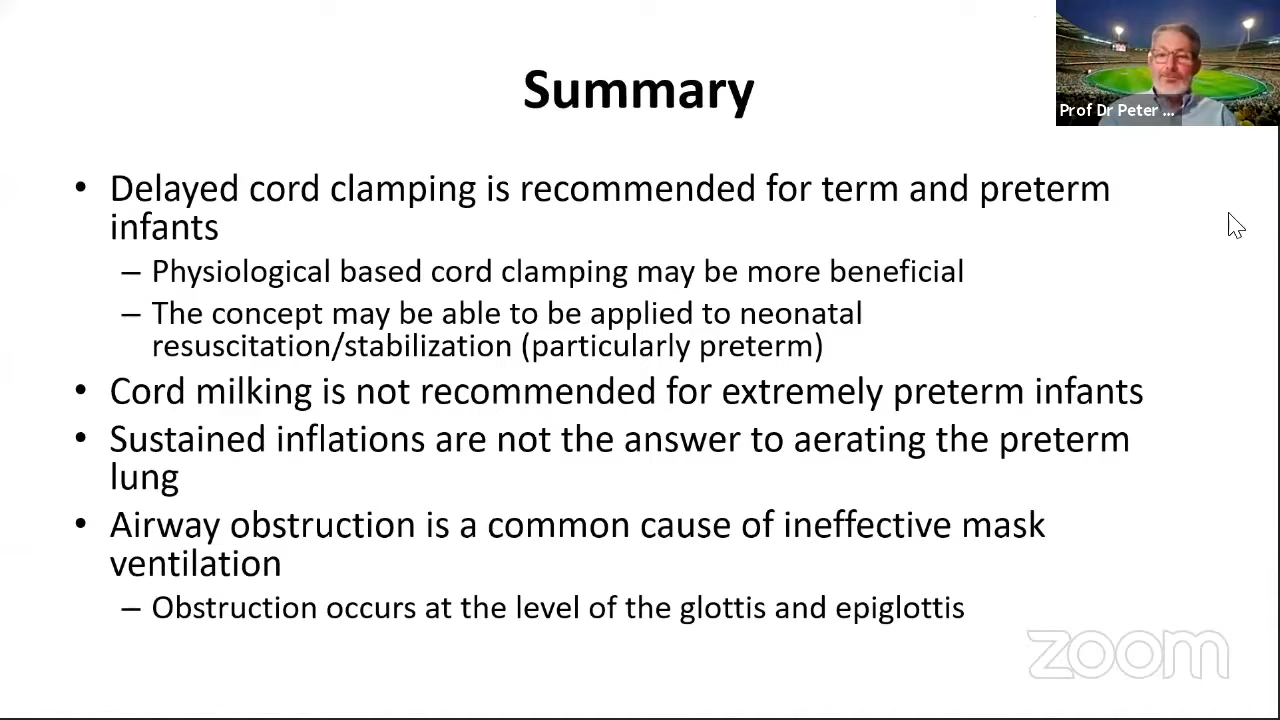 Summary
Prof Dr Peter ...
• Delayed cord clamping is recommended for term and preterm
infants
– Physiological based cord clamping may be more beneficial
– The concept may be able to be applied to neonatal
resuscitation/stabilization (particularly preterm)
• Cord milking is not recommended for extremely preterm infants
• Sustained inflations are not the answer to aerating the preterm
lung
• Airway obstruction is a common cause of ineffective mask
ventilation
– Obstruction occurs at the level of the glottis and epiglottis
zoom